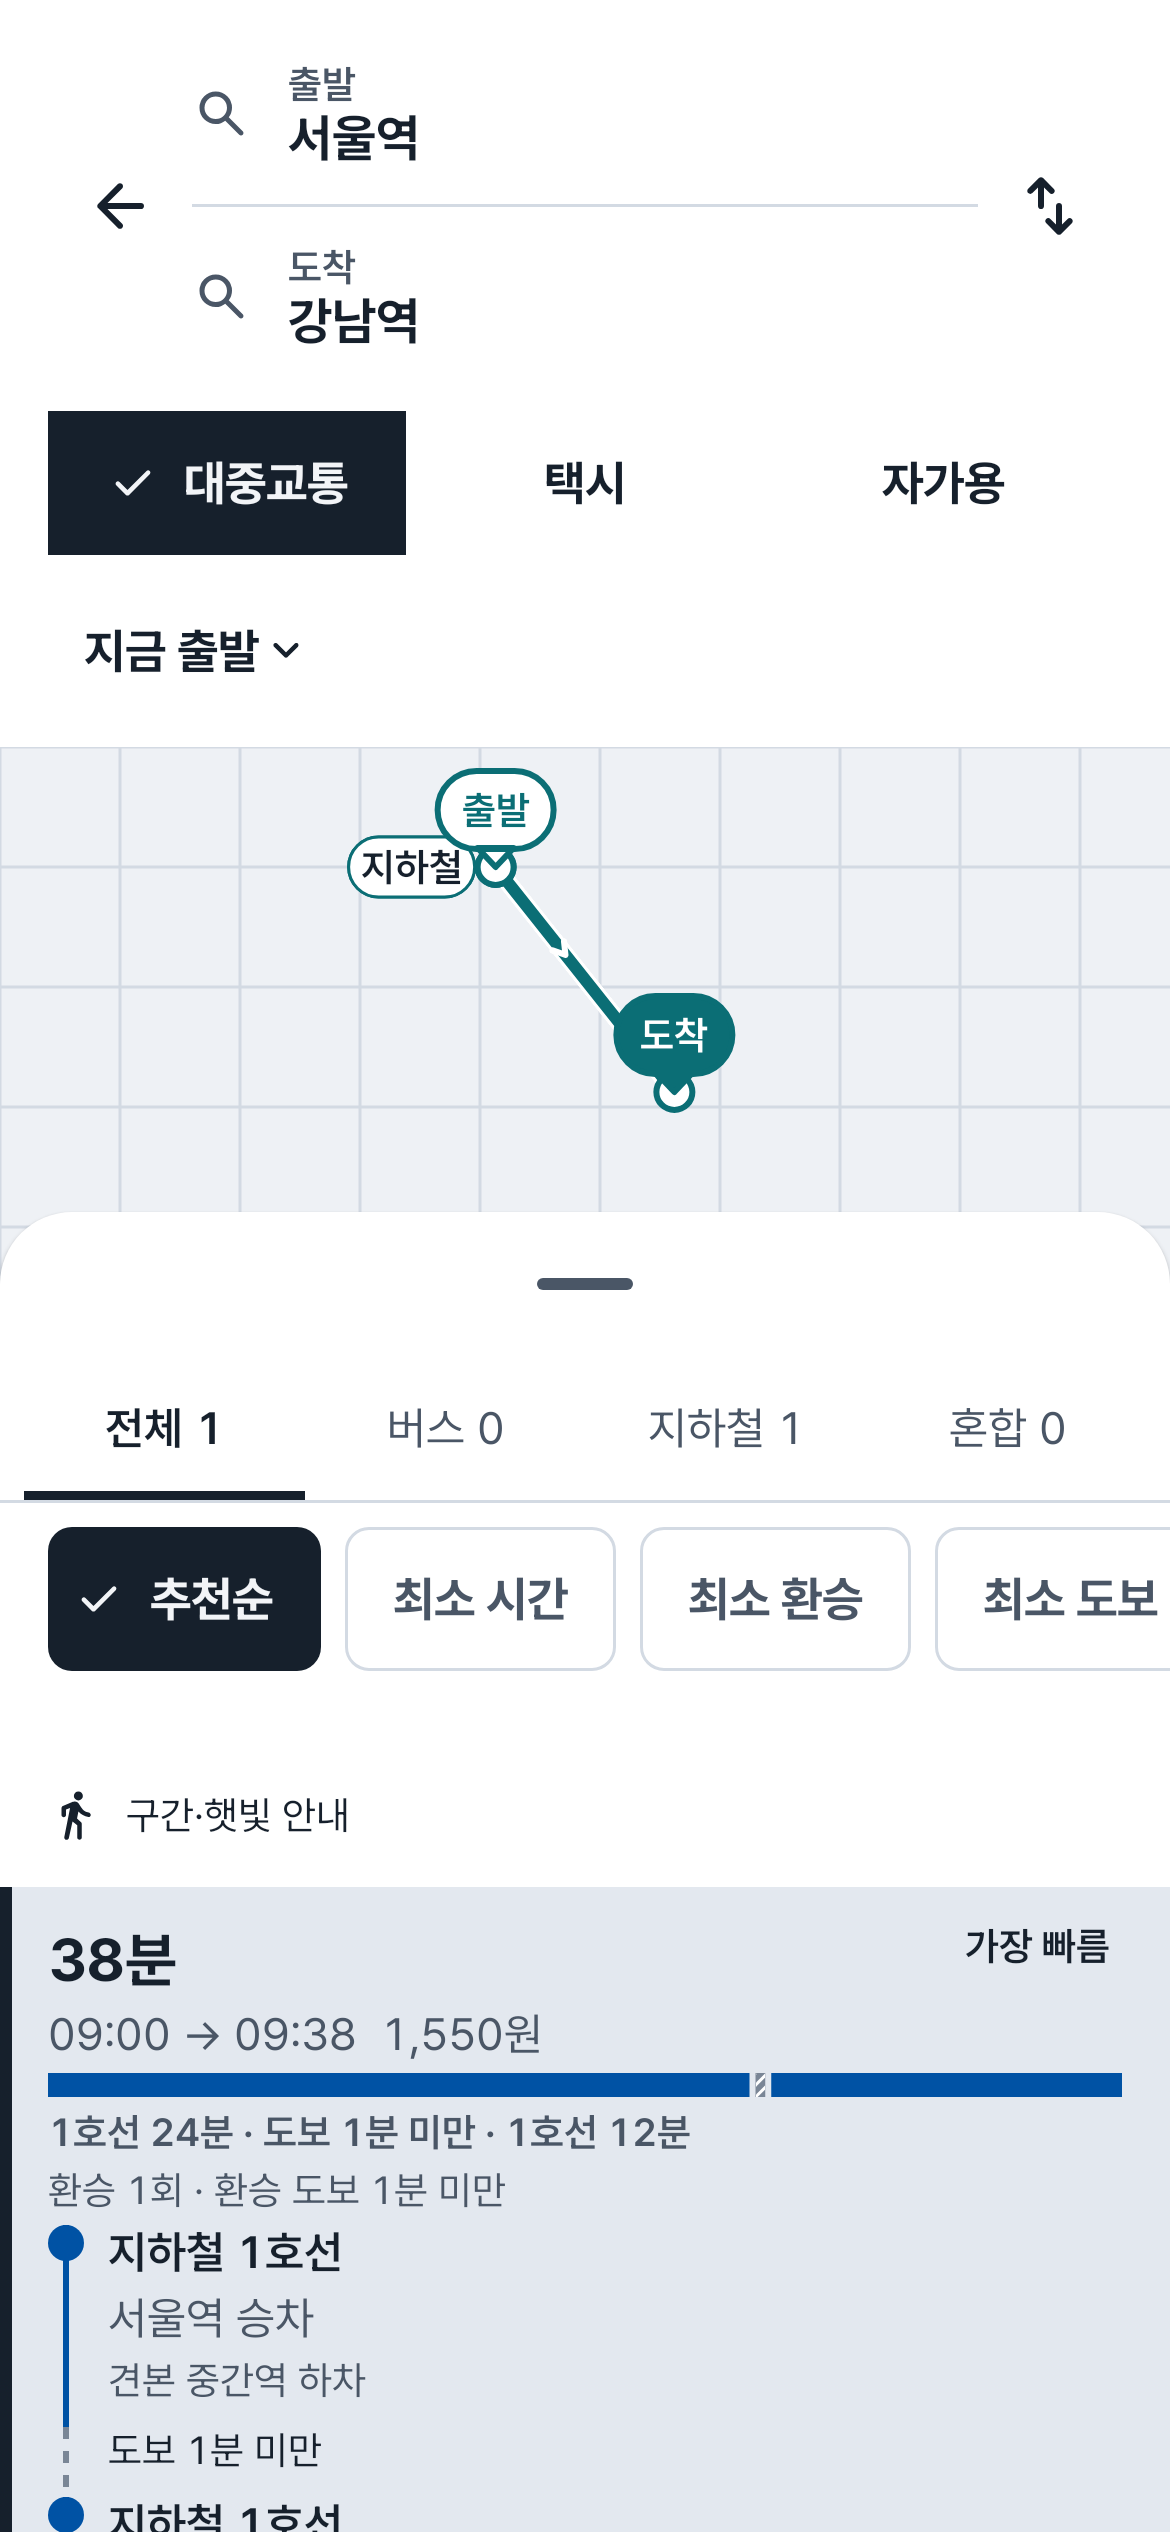 출발
서울역
도착
강남역
대중교통 택시 자가용
지금 출발
출발
지하철
도착
전체 1 버스 0 지하철 1 혼합 0
추천순 최소 시간 최소 환승 최소 도보
구간·햇빛 안내
38분 가장 빠름
09:00 → 09:38 1,550원
1호선 24분 · 도보 1분 미만 · 1호선 12분
환승 1회 · 환승 도보 1분 미만
지하철 1호선
서울역 승차
견본 중간역 하차
도보 1분 미만
지하철 1호선